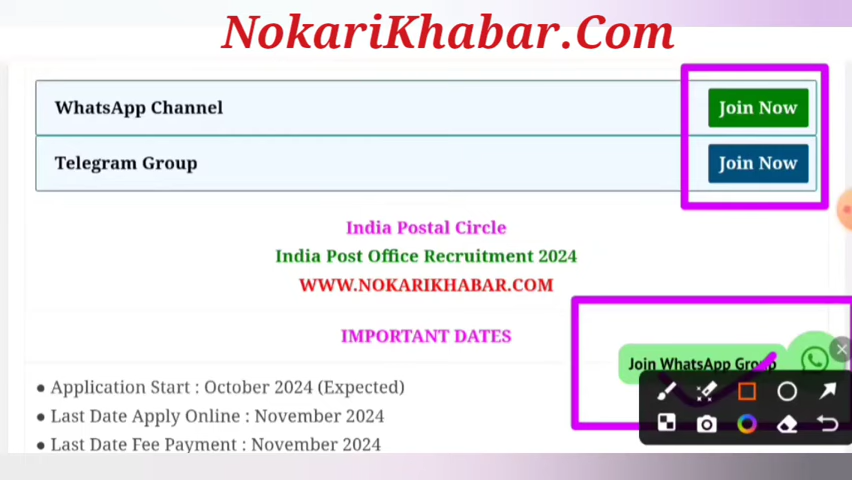 NokariKhabar.Com
WhatsApp Channel Join Now
Telegram Group Join Now
India Postal Circle
India Post Office Recruitment 2024
WWW.NOKARIKHABAR.COM
IMPORTANT DATES
Join WhatsApp Group
● Application Start : October 2024 (Expected)
● Last Date Apply Online : November 2024
● Last Date Fee Payment : November 2024